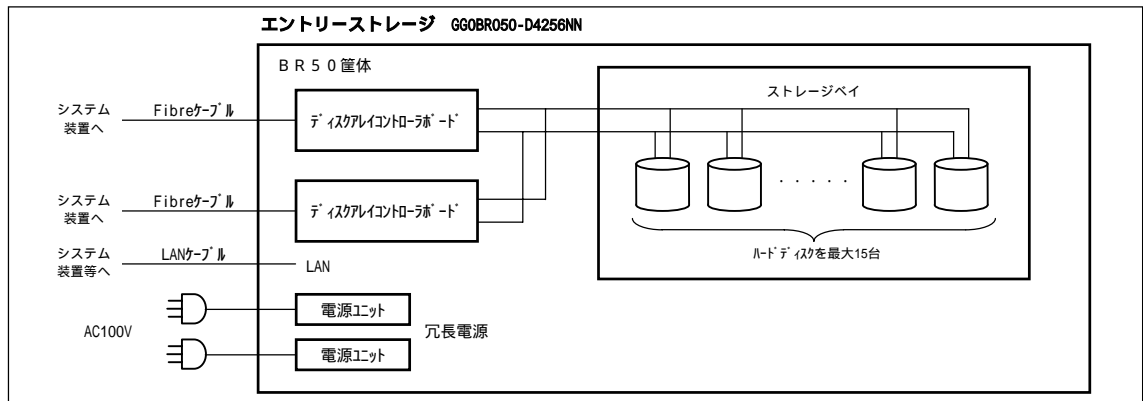 エントリーストレージ GG0BR050-D4256NN
BR50筐体
ストレージベイ
システム
装置へ
Fibreケーブル
ディスクアレイコントローラボード
システム
装置へ
Fibreケーブル
ディスクアレイコントローラボード
・・・・・
ハードディスクを最大15台
システム
装置等へ
LANケーブル
LAN
AC100V
電源ユニット
冗長電源
電源ユニット